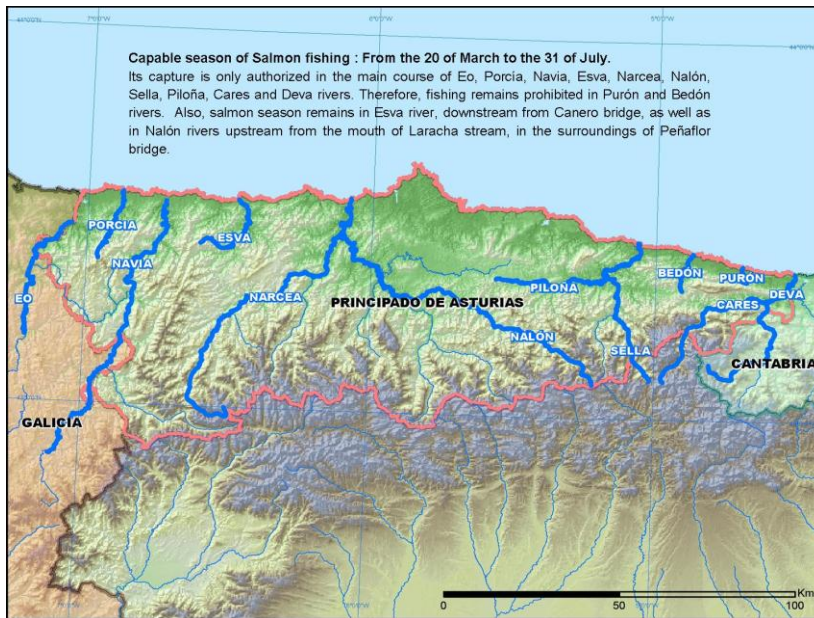 Capable season of Salmon fishing : From the 20 of March to the 31 of July.
Its capture is only authorized in the main course of Eo, Porcía, Navia, Esva, Narcea, Nalón,
Sella, Piloña, Cares and Deva rivers. Therefore, fishing remains prohibited in Purón and Bedón
rivers. Also, salmon season remains in Esva river, downstream from Canero bridge, as well as
in Nalón rivers upstream from the mouth of Laracha stream, in the surroundings of Peñaflor
bridge.
PORCÍA
ESVA
NAVIA
BEDÓN
PURÓN
EO
NARCEA
PRINCIPADO DE ASTURIAS
PILOÑA
CARES
DEVA
NALÓN
SELLA
CANTABRIA
GALICIA
Km
0
50
100